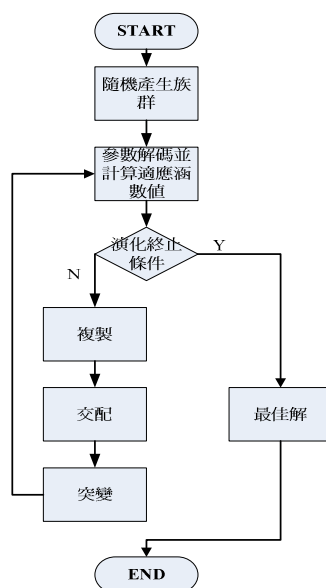 START
隨機產生族
群
參數解碼並
計算適應涵
數值
演化終止
條件
Y
N
複製
交配
最佳解
突變
END